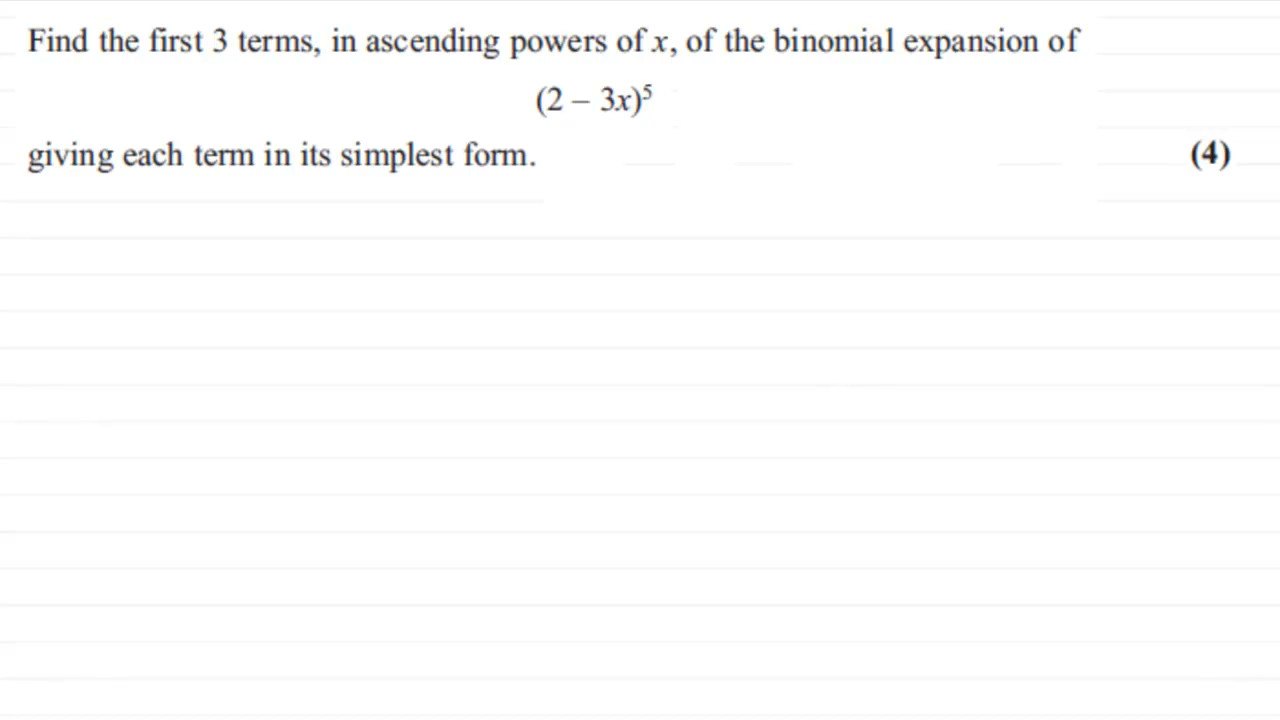 Find the first 3 terms, in ascending powers of x, of the binomial expansion of
(2 – 3x)⁵
giving each term in its simplest form. (4)